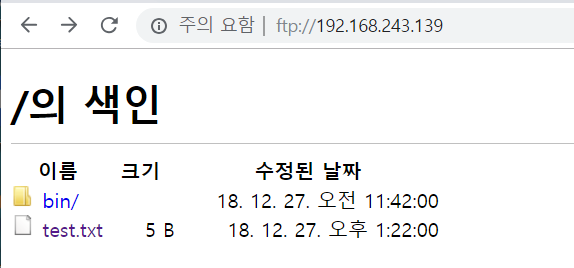 주의 요함 | ftp://192.168.243.139
/의 색인
이름 크기 수정된 날짜
bin/ 18. 12. 27. 오전 11:42:00
test.txt 5 B 18. 12. 27. 오후 1:22:00